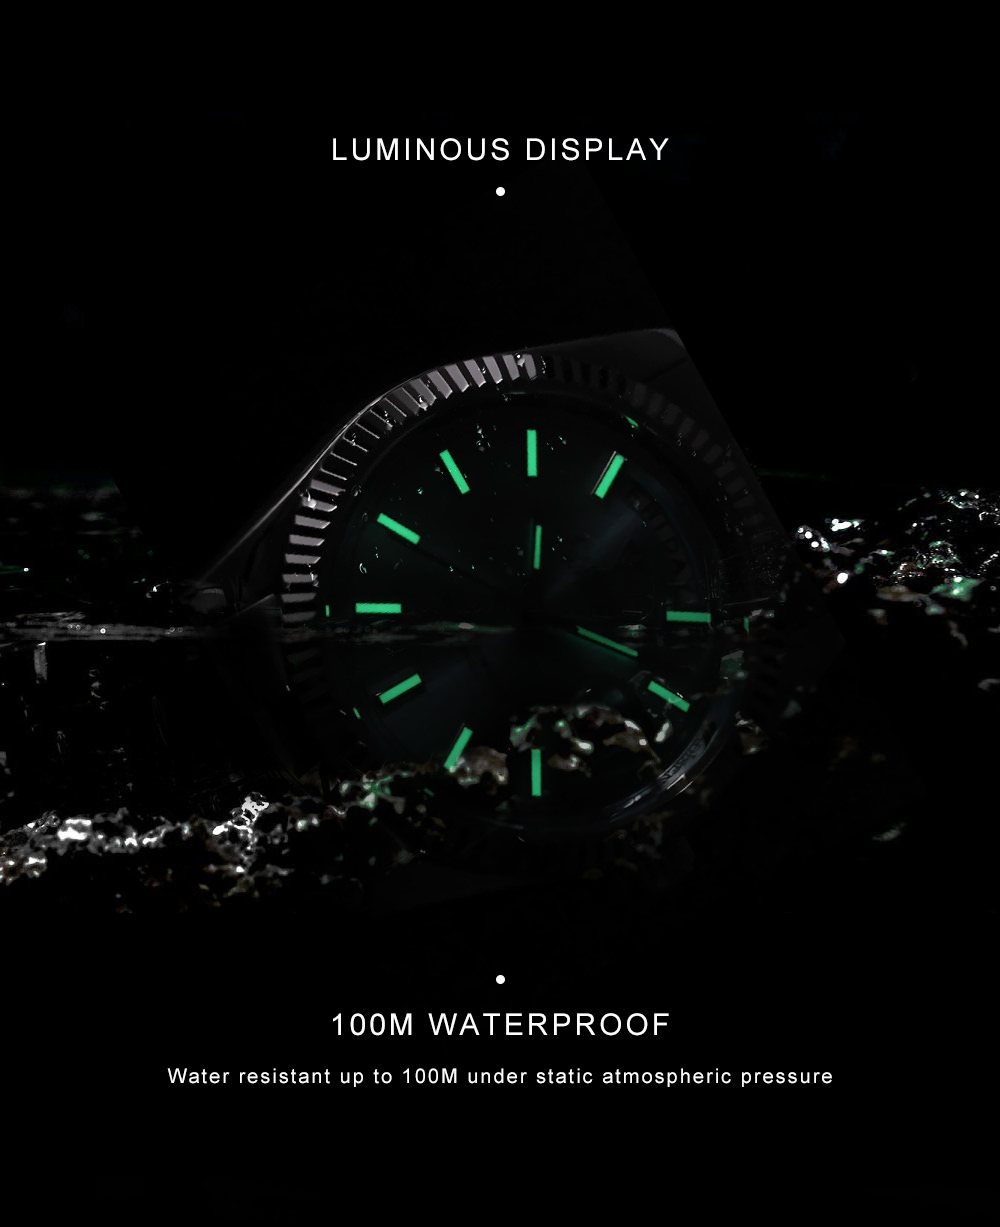 LUMINOUS DISPLAY
100M WATERPROOF
Water resistant up to 100M under static atmospheric pressure